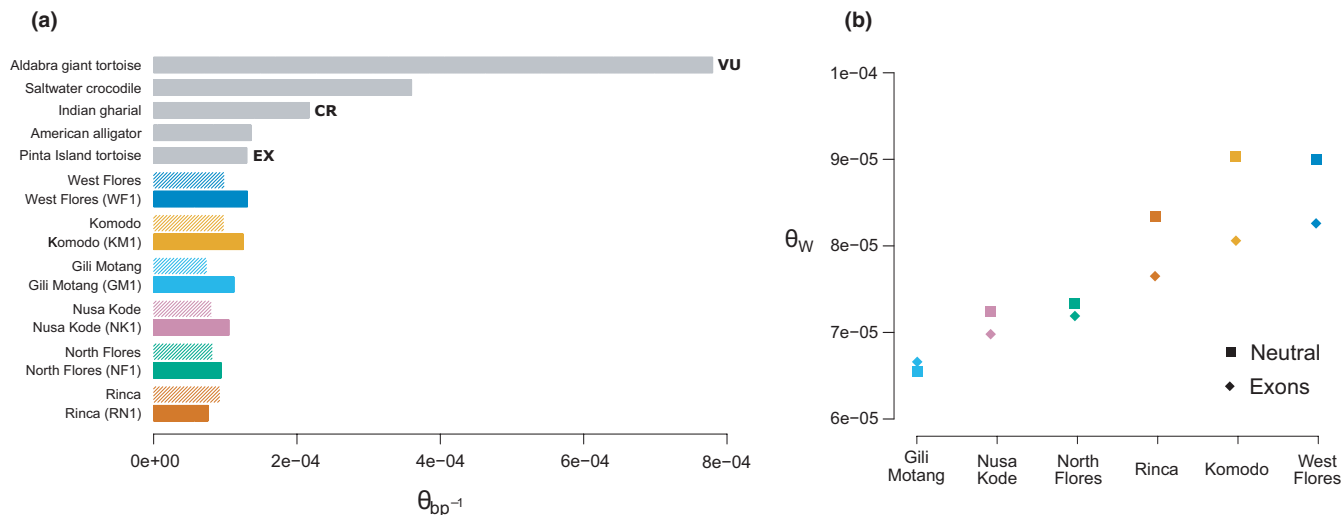 (a)
Aldabra giant tortoise VU
Saltwater crocodile
Indian gharial CR
American alligator
Pinta Island tortoise EX
West Flores
West Flores (WF1)
Komodo
Komodo (KM1)
Gili Motang
Gili Motang (GM1)
Nusa Kode
Nusa Kode (NK1)
North Flores
North Flores (NF1)
Rinca
Rinca (RN1)
0e+00 2e−04 4e−04 6e−04 8e−04
θbp⁻¹
(b)
1e−04
9e−05
8e−05
7e−05
6e−05
θW
Neutral
Exons
Gili Motang
Nusa Kode
North Flores
Rinca
Komodo
West Flores